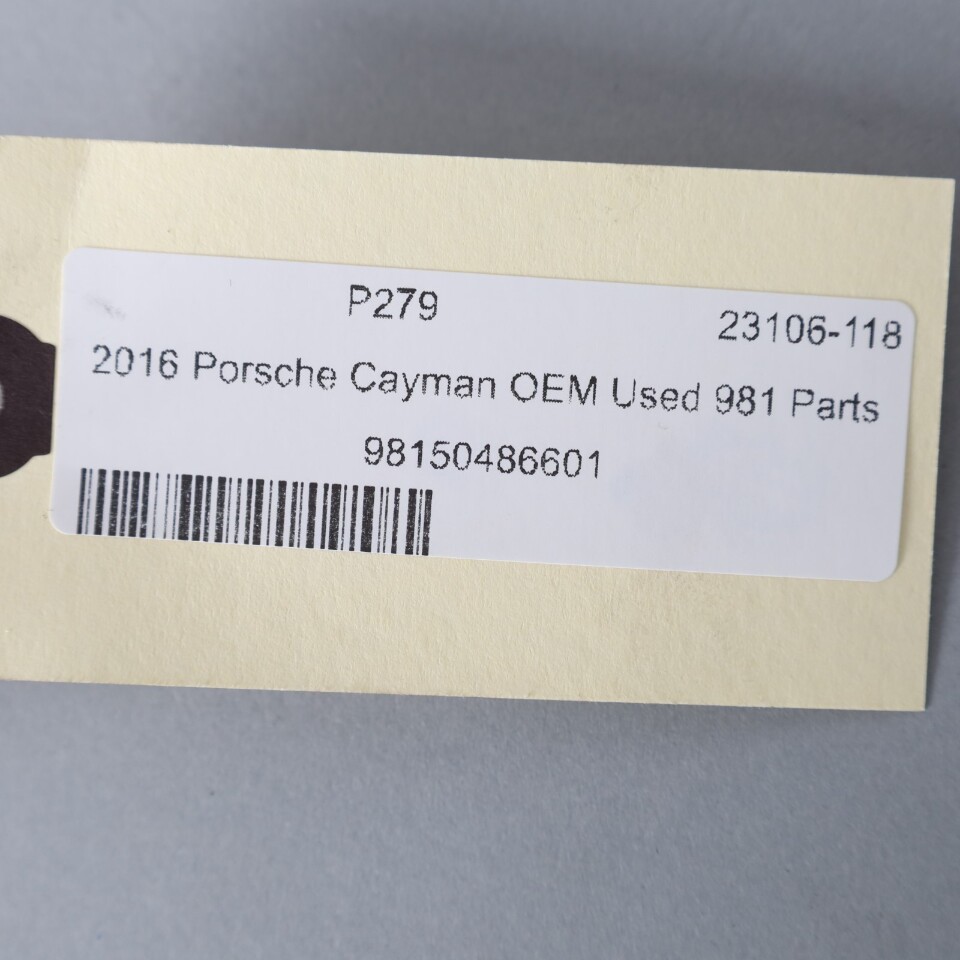 P279
23106-118
2016 Porsche Cayman OEM Used 981 Parts
98150486601